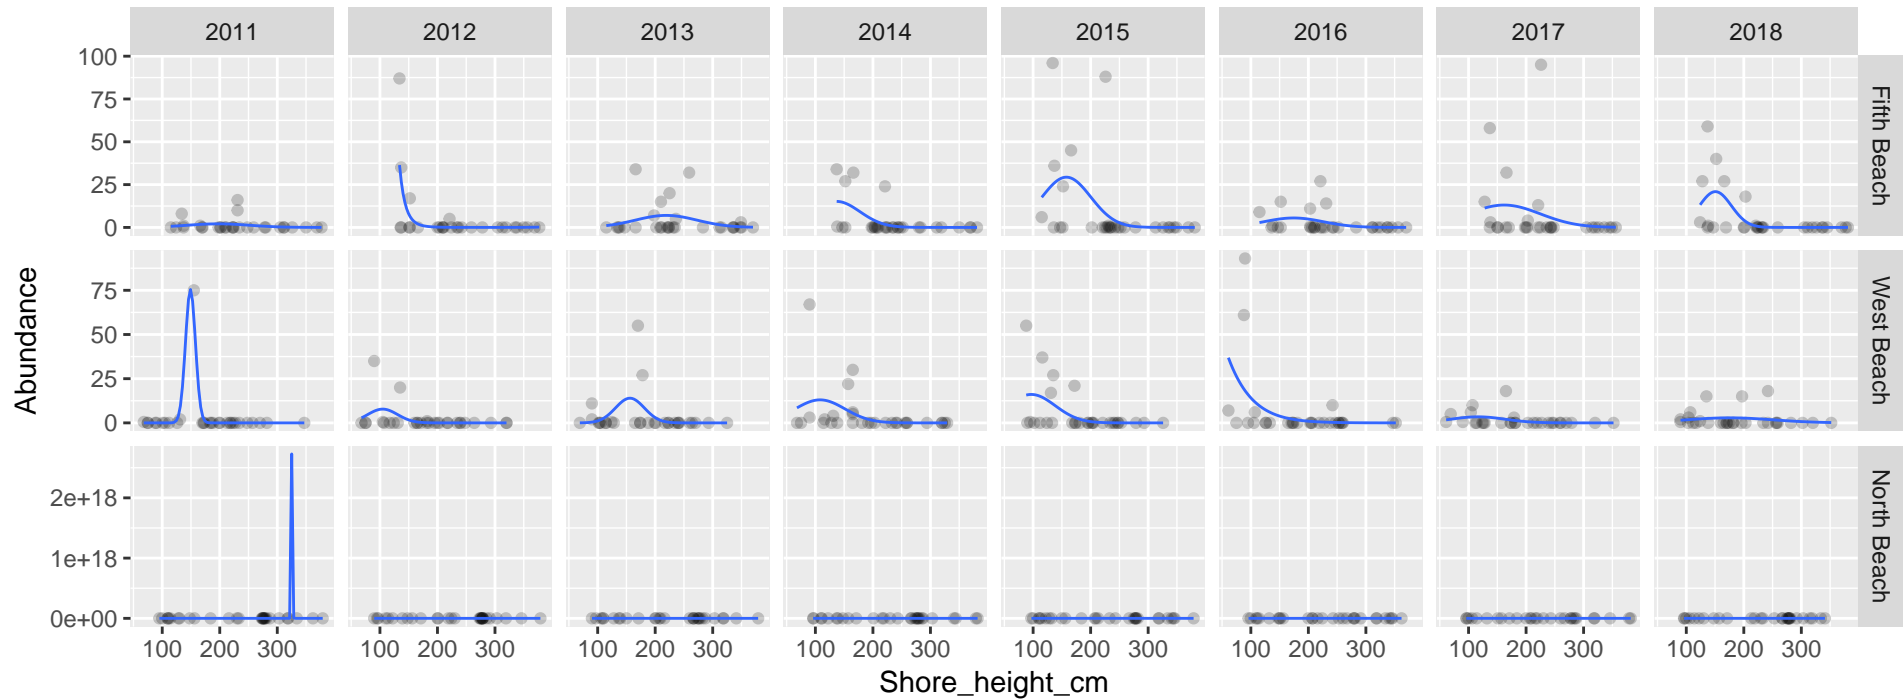 2011 2012 2013 2014 2015 2016 2017 2018
100
75
50
25
0
Fifth Beach
75
50
25
0
West Beach
2e+18
1e+18
0e+00
North Beach
100 200 300 100 200 300 100 200 300 100 200 300 100 200 300 100 200 300 100 200 300 100 200 300
Shore_height_cm
Abundance